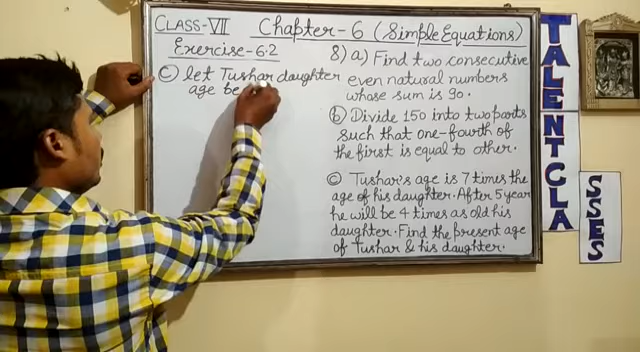 CLASS-VII Chapter-6 (Simple Equations)
Exercise-6.2
© let Tushar daughter
age be
8) a) Find two consecutive
even natural numbers
whose sum is 90.
(b) Divide 150 into two parts
such that one-fourth of
the first is equal to other.
© Tushar's age is 7 times the
age of his daughter. After 5 year
he will be 4 times as old his
daughter. Find the present age
of Tushar & his daughter.
TALENT CLA
SSES